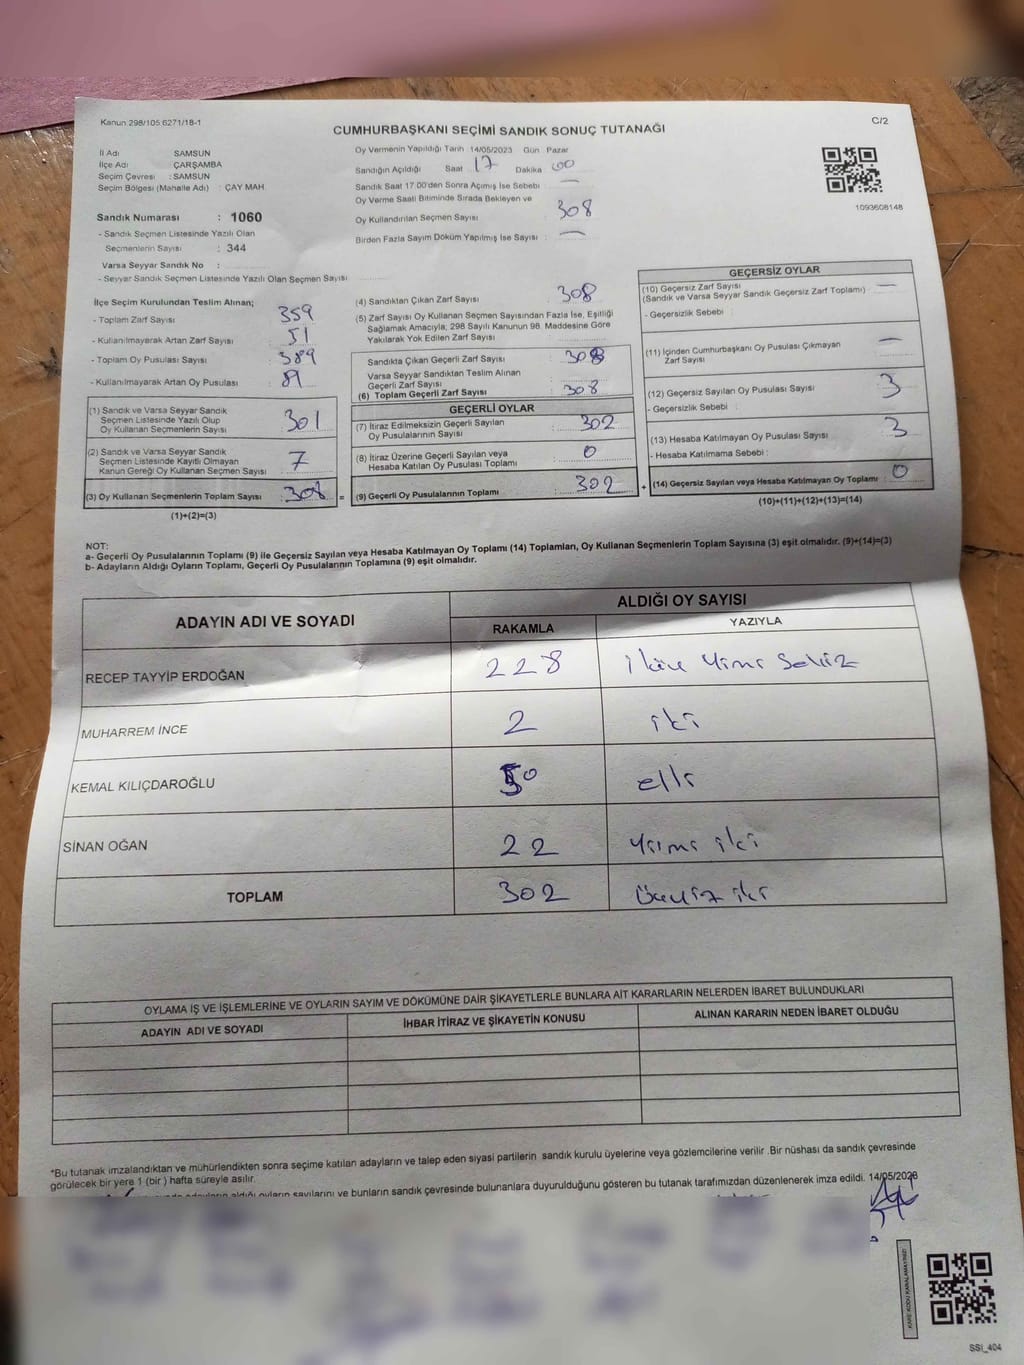 Kanun 298/105 6271/18-1
C/2
CUMHURBAŞKANI SEÇİMİ SANDIK SONUÇ TUTANAĞI
İl Adı SAMSUN
İlçe Adı ÇARŞAMBA
Seçim Çevresi : SAMSUN
Seçim Bölgesi (Mahalle Adı) : ÇAY MAH
Sandık Numarası : 1060
- Sandık Seçmen Listesinde Yazılı Olan
Seçmenlerin Sayısı : 344
Varsa Seyyar Sandık No :
- Seyyar Sandık Seçmen Listesinde Yazılı Olan Seçmen Sayısı
Oy Vermenin Yapıldığı Tarih 14/05/2023 Gün Pazar
Sandığın Açıldığı Saat 17 Dakika 00
Sandık Saat 17:00'den Sonra Açımış İse Sebebi —
Oy Verme Saati Bitiminde Sırada Bekleyen ve
Oy Kullandırılan Seçmen Sayısı 308
Birden Fazla Sayım Döküm Yapılmış İse Sayısı : —
1093608148
İlçe Seçim Kurulundan Teslim Alınan;
- Toplam Zarf Sayısı 359
- Kullanılmayarak Artan Zarf Sayısı 51
- Toplam Oy Pusulası Sayısı 389
- Kullanılmayarak Artan Oy Pusulası 89
(1) Sandık ve Varsa Seyyar Sandık
Seçmen Listesinde Yazılı Olup
Oy Kullanan Seçmenlerin Sayısı 301
(2) Sandık ve Varsa Seyyar Sandık
Seçmen Listesinde Kayıtlı Olmayan
Kanun Gereği Oy Kullanan Seçmen Sayısı 7
(3) Oy Kullanan Seçmenlerin Toplam Sayısı 308 =
(1)+(2)=(3)
(4) Sandıktan Çıkan Zarf Sayısı 308
(5) Zarf Sayısı Oy Kullanan Seçmen Sayısından Fazla İse, Eşitliği
Sağlamak Amacıyla; 298 Sayılı Kanunun 98. Maddesine Göre
Yakılarak Yok Edilen Zarf Sayısı
Sandıkta Çıkan Geçerli Zarf Sayısı : 308
Varsa Seyyar Sandıktan Teslim Alınan
Geçerli Zarf Sayısı
(6) Toplam Geçerli Zarf Sayısı : 308
GEÇERLİ OYLAR
(7) İtiraz Edilmeksizin Geçerli Sayılan
Oy Pusulalarının Sayısı : 302
(8) İtiraz Üzerine Geçerli Sayılan veya
Hesaba Katılan Oy Pusulası Toplamı : 0
(9) Geçerli Oy Pusulalarının Toplamı : 302 +
GEÇERSİZ OYLAR
(10) Geçersiz Zarf Sayısı —
(Sandık ve Varsa Seyyar Sandık Geçersiz Zarf Toplamı)
- Geçersizlik Sebebi :
(11) İçinden Cumhurbaşkanı Oy Pusulası Çıkmayan
Zarf Sayısı —
(12) Geçersiz Sayılan Oy Pusulası Sayısı 3
- Geçersizlik Sebebi :
(13) Hesaba Katılmayan Oy Pusulası Sayısı 3
- Hesaba Katılmama Sebebi :
(14) Geçersiz Sayılan veya Hesaba Katılmayan Oy Toplamı : 0
(10)+(11)+(12)+(13)=(14)
NOT:
a- Geçerli Oy Pusulalarının Toplamı (9) ile Geçersiz Sayılan veya Hesaba Katılmayan Oy Toplamı (14) Toplamları, Oy Kullanan Seçmenlerin Toplam Sayısına (3) eşit olmalıdır. (9)+(14)=(3)
b- Adayların Aldığı Oyların Toplamı, Geçerli Oy Pusulalarının Toplamına (9) eşit olmalıdır.
ADAYIN ADI VE SOYADI ALDIĞI OY SAYISI
RAKAMLA YAZIYLA
RECEP TAYYİP ERDOĞAN 228 ikiyüz yirmi sekiz
MUHARREM İNCE 2 iki
KEMAL KILIÇDAROĞLU 50 elli
SİNAN OĞAN 22 yirmi iki
TOPLAM 302 üçyüz iki
OYLAMA İŞ VE İŞLEMLERİNE VE OYLARIN SAYIM VE DÖKÜMÜNE DAİR ŞİKAYETLERLE BUNLARA AİT KARARLARIN NELERDEN İBARET BULUNDUKLARI
ADAYIN ADI VE SOYADI İHBAR İTİRAZ VE ŞİKAYETİN KONUSU ALINAN KARARIN NEDEN İBARET OLDUĞU
*Bu tutanak imzalandıktan ve mühürlendikten sonra seçime katılan adayların ve talep eden siyasi partilerin sandık kurulu üyelerine veya gözlemcilerine verilir .Bir nüshası da sandık çevresinde
görülecek bir yere 1 (bir ) hafta süreyle asılır.
aldığı oyların sayılarını ve bunların sandık çevresinde bulunanlara duyurulduğunu gösteren bu tutanak tarafımızdan düzenlenerek imza edildi. 14/05/2023
KARE KODU KARALAMAYINIZ!
SSİ_404